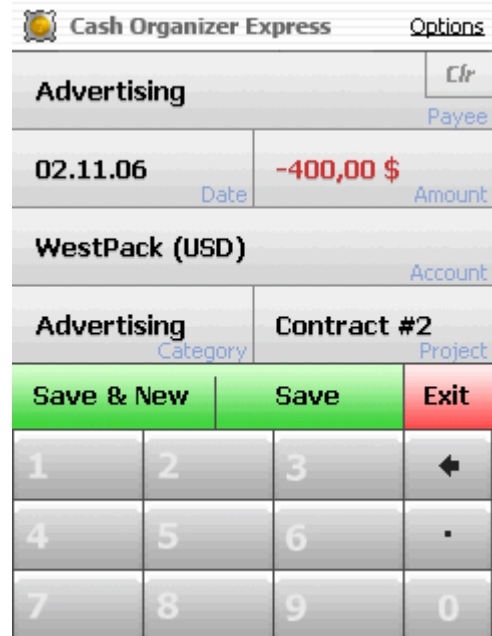 Cash Organizer Express Options
Clr
Advertising
Payee
02.11.06 -400,00 $
Date Amount
WestPack (USD)
Account
Advertising Contract #2
Category Project
Save & New Save Exit
1 2 3
4 5 6 .
7 8 9 0